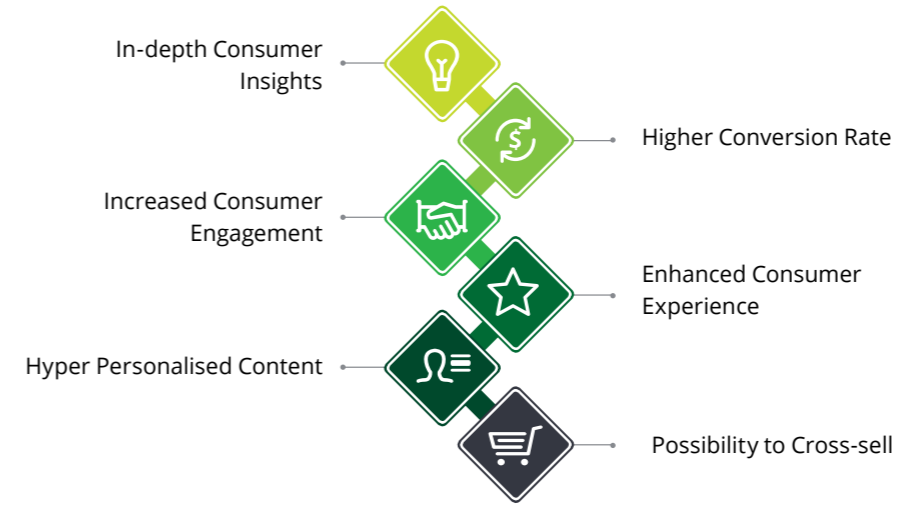 In-depth Consumer
Insights
Higher Conversion Rate
Increased Consumer
Engagement
Enhanced Consumer
Experience
Hyper Personalised Content
Possibility to Cross-sell
$